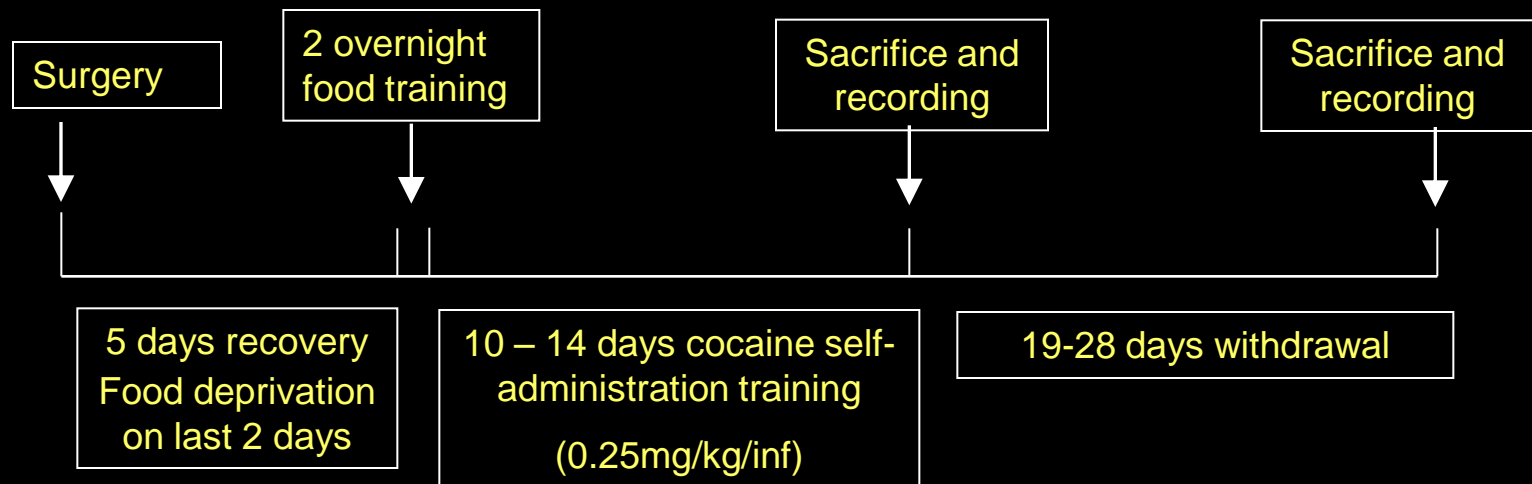 Surgery
2 overnight
food training
Sacrifice and
recording
Sacrifice and
recording
5 days recovery
Food deprivation
on last 2 days
10 – 14 days cocaine self-
administration training
(0.25mg/kg/inf)
19-28 days withdrawal